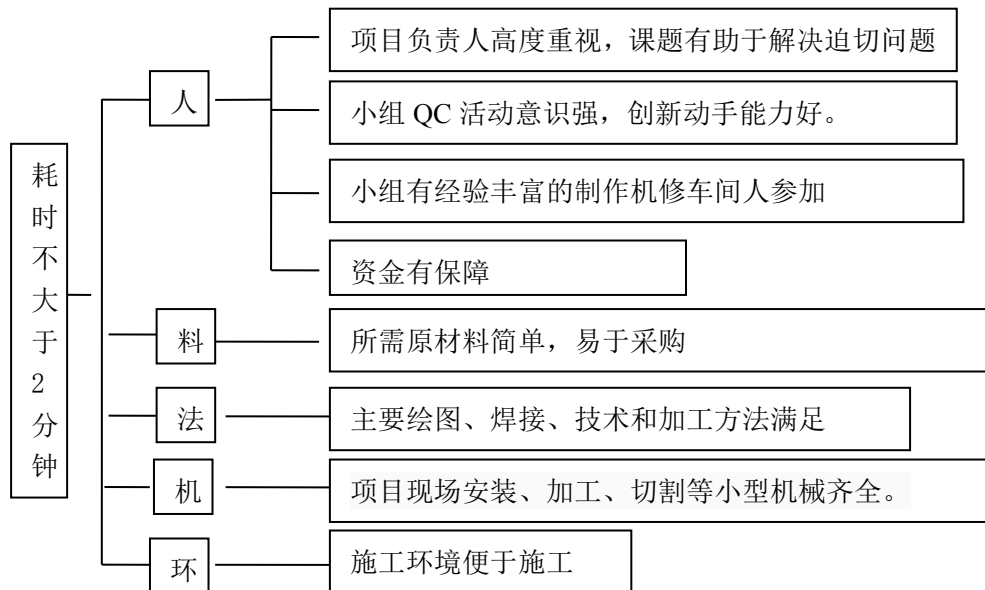 耗时不大于2分钟
人
项目负责人高度重视，课题有助于解决迫切问题
小组 QC 活动意识强，创新动手能力好。
小组有经验丰富的制作机修车间人参加
资金有保障
料
所需原材料简单，易于采购
法
主要绘图、焊接、技术和加工方法满足
机
项目现场安装、加工、切割等小型机械齐全。
环
施工环境便于施工